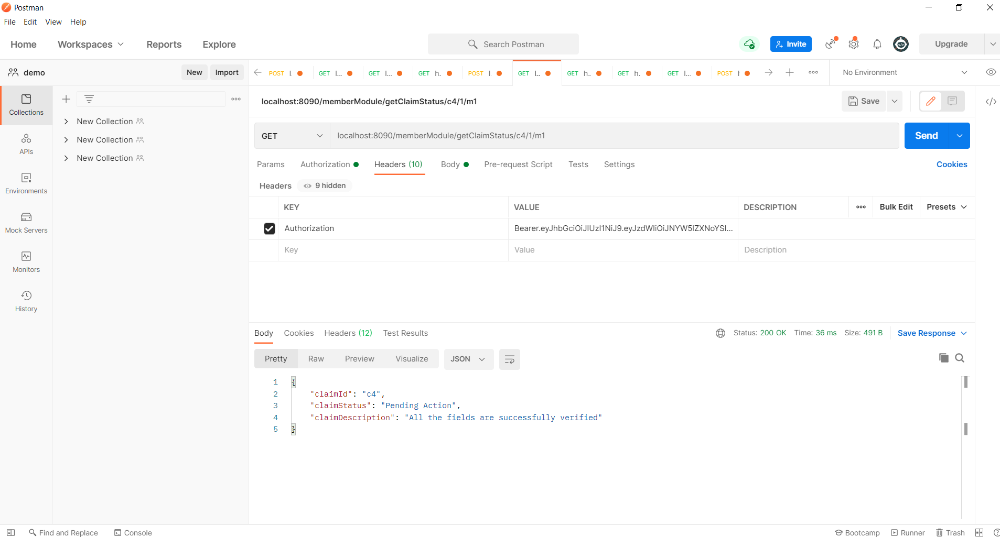 Postman
File Edit View Help
Home Workspaces Reports Explore Search Postman Invite Upgrade
demo New Import POST l. GET l... GET l... GET h. POST l. GET l.. GET h.. GET h. GET l... POST No Environment
Collections
APIs
Environments
Mock Servers
Monitors
History
New Collection
New Collection
New Collection
localhost:8090/memberModule/getClaimStatus/c4/1/m1 Save
GET localhost:8090/memberModule/getClaimStatus/c4/1/m1 Send
Params Authorization Headers (10) Body Pre-request Script Tests Settings Cookies
Headers 9 hidden
KEY VALUE DESCRIPTION Bulk Edit Presets
Authorization Bearer.eyJhbGciOiJIUzI1NiJ9.eyJzdWIiOiJNYW5lZXNoYSI...
Key Value Description
Body Cookies Headers (12) Test Results Status: 200 OK Time: 36 ms Size: 491 B Save Response
Pretty Raw Preview Visualize JSON
1 {
2 "claimId": "c4",
3 "claimStatus": "Pending Action",
4 "claimDescription": "All the fields are successfully verified"
5 }
Find and Replace Console Bootcamp Runner Trash